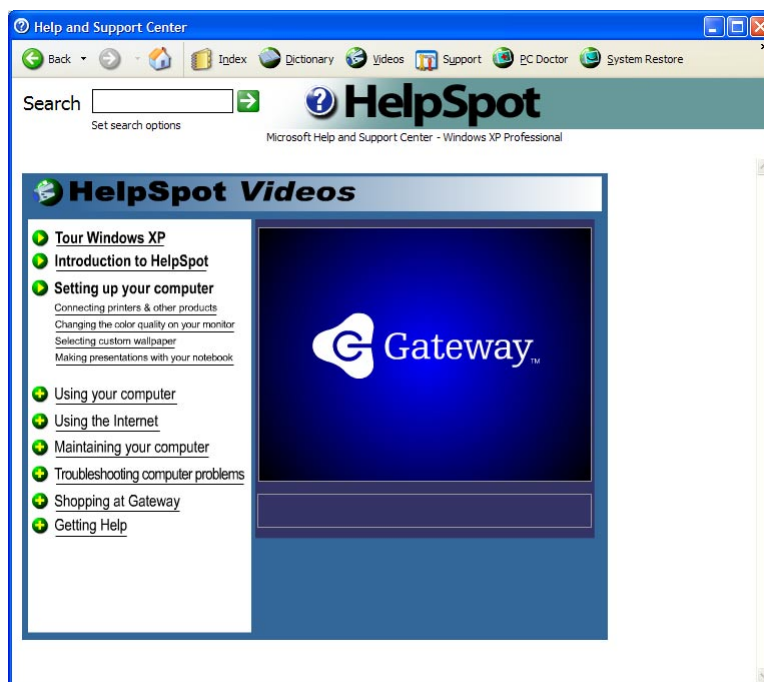 Help and Support Center
Back Index Dictionary Videos Support PC Doctor System Restore
Search
Set search options
HelpSpot
Microsoft Help and Support Center - Windows XP Professional
HelpSpot Videos
Tour Windows XP
Introduction to HelpSpot
Setting up your computer
Connecting printers & other products
Changing the color quality on your monitor
Selecting custom wallpaper
Making presentations with your notebook
Using your computer
Using the Internet
Maintaining your computer
Troubleshooting computer problems
Shopping at Gateway
Getting Help
Gateway™